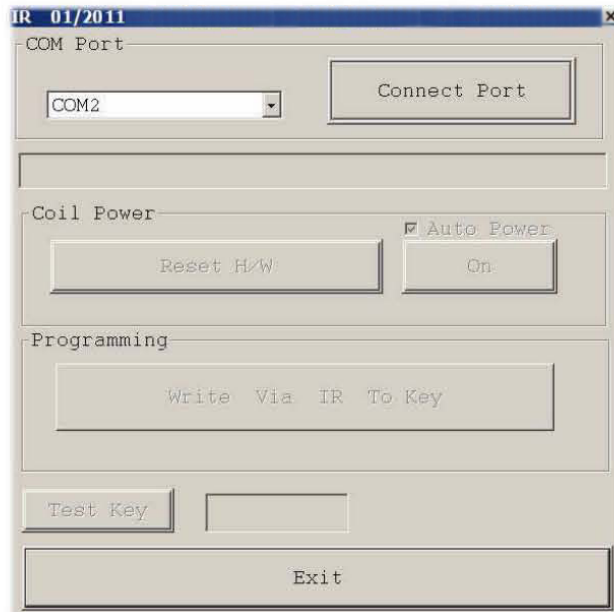 IR 01/2011
COM Port
COM2
Connect Port
Coil Power
Auto Power
Reset H/W
On
Programming
Write Via IR To Key
Test Key
Exit